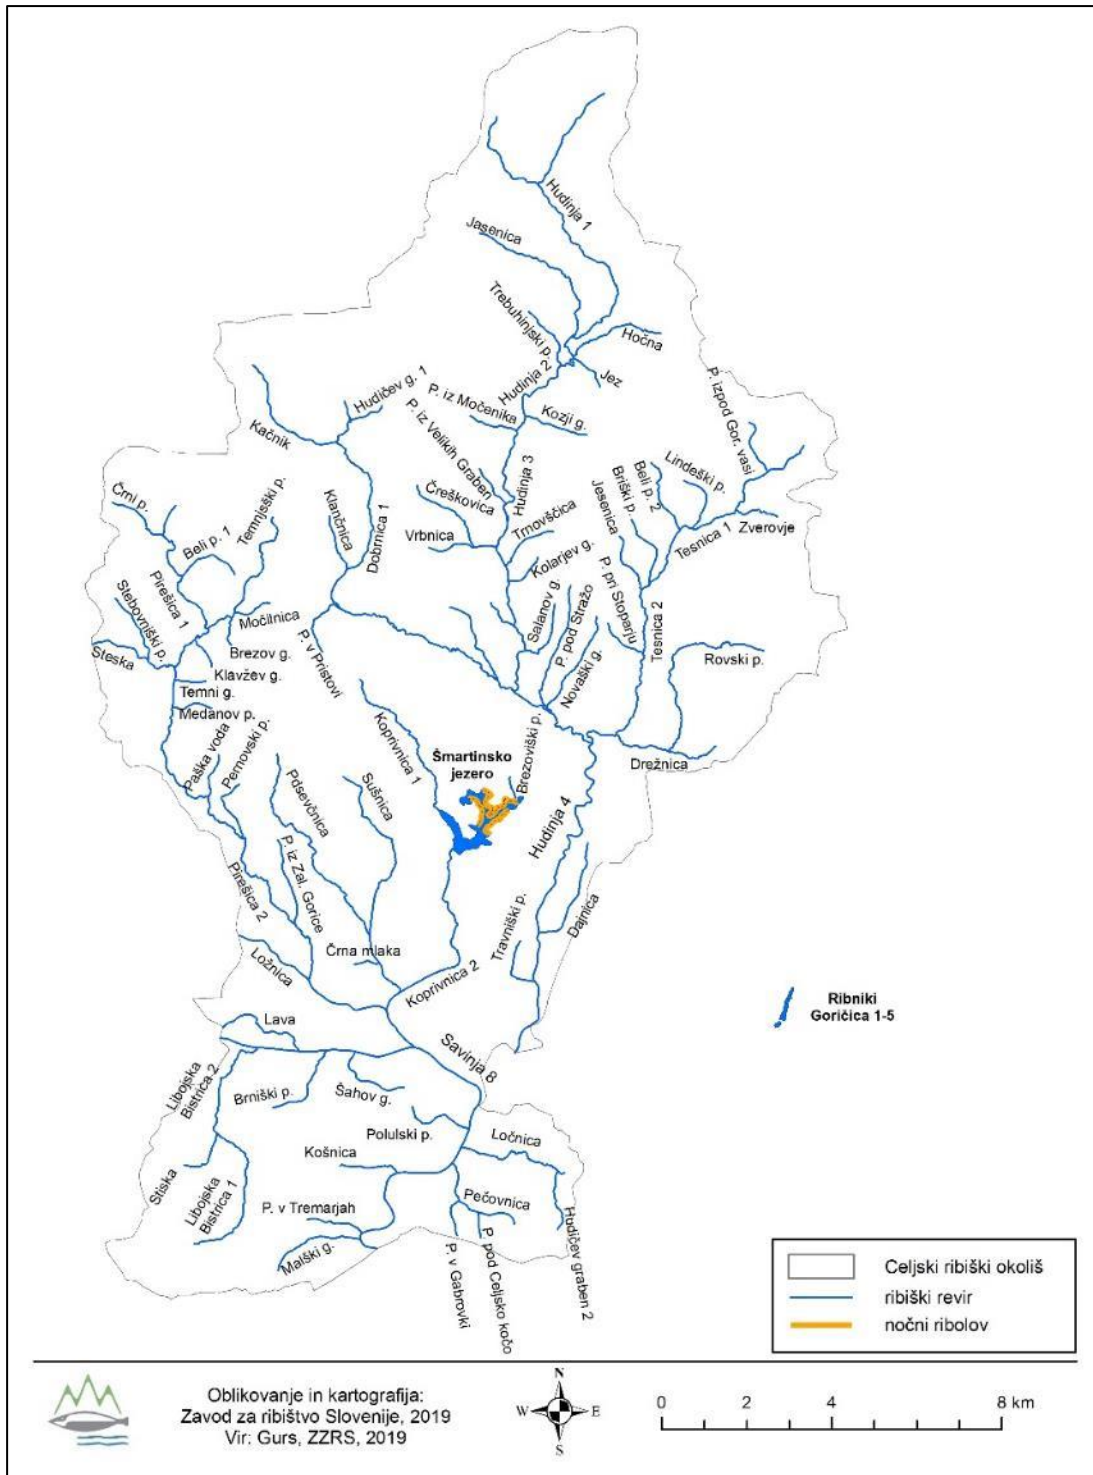 Hudinja 1
Jasenica
Trebuhinjski p.
Hočna
Jez
Hudinja 2
P. izpod Gor. vasi
Hudičev g. 1
P. iz Močenika
Kozji g.
Kačnik
P. iz Velikih Graben
Hudinja 3
Lindeški p.
Beli p. 2
Briški p.
Jesenica
Črni p.
Temnjšški p.
Klančnica
Čreškovica
Trnovščica
Zverovje
Tesnica 1
Beli p. 1
Dobrnica 1
Vrbnica
Kolarjev g.
Pirešica 1
Stebovniški p.
Močilnica
Salanov g.
P. pod Stražo
P. pri Stoparju
Tesnica 2
Steska
Brezov g.
P. v Pristovi
Novaški g.
Rovski p.
Klavžev g.
Temni g.
Medanov p.
Koprivnica 1
Brezoviški p.
Paška voda
Pernovski p.
Pdsevčnica
Sušnica
Šmartinsko
jezero
Drežnica
Hudinja 4
P. iz Zal. Gorice
Pirešica 2
Travniški p.
Dajnica
Ložnica
Črna mlaka
Koprivnica 2
Ribniki
Goričica 1-5
Lava
Savinja 8
Libojska
Bistrica 2
Brniški p.
Šahov g.
Polulski p.
Ločnica
Košnica
Stiska
Libojska
Bistrica 1
Pečovnica
P. v Tremarjah
Malški g.
P. v Gabrovki
P. pod Celjsko kočo
Hudičev graben 2
Celjski ribiški okoliš
ribiški revir
nočni ribolov
Oblikovanje in kartografija:
Zavod za ribištvo Slovenije, 2019
Vir: Gurs, ZZRS, 2019
N
W E
S
0 2 4 8 km